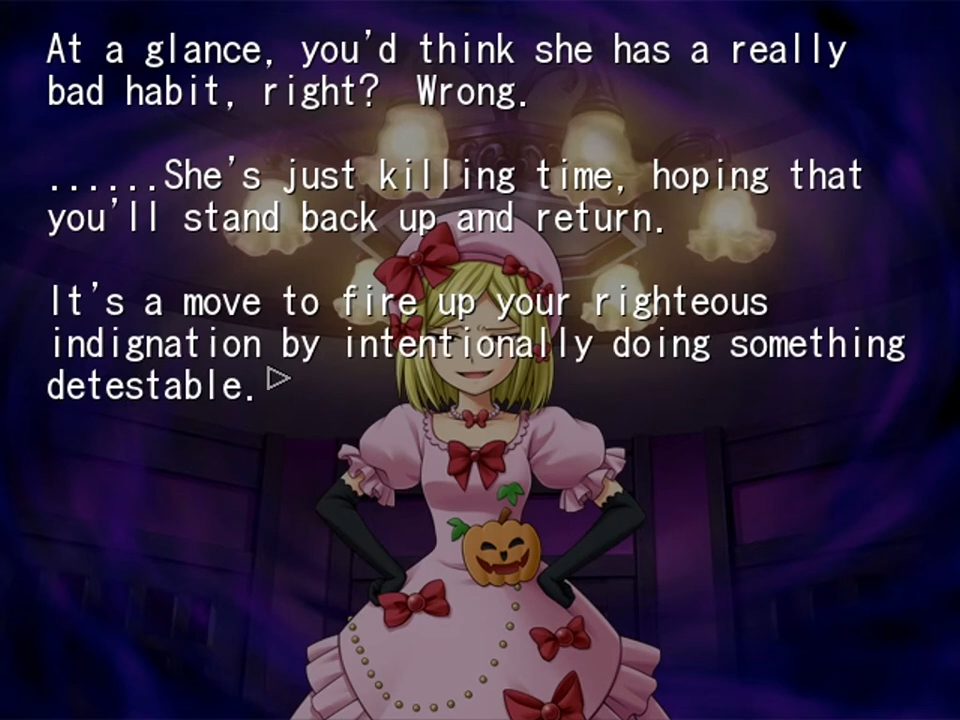 At a glance, you'd think she has a really
bad habit, right?  Wrong.
......She's just killing time, hoping that
you'll stand back up and return.
It's a move to fire up your righteous
indignation by intentionally doing something
detestable.